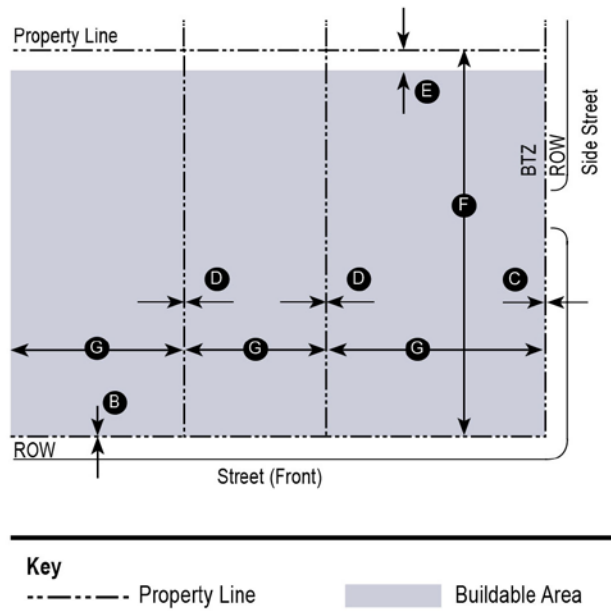 Property Line
E
BTZ
ROW
Side Street
F
D
D
C
G
G
G
B
ROW
Street (Front)
Key
Property Line
Buildable Area